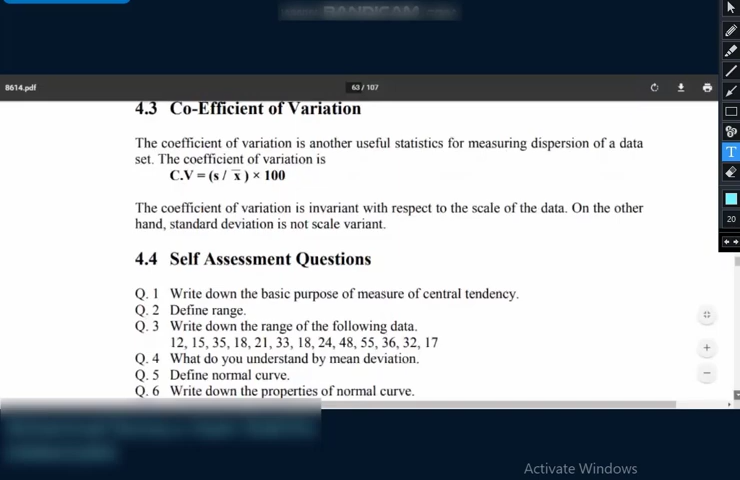 BANDICAM
8614.pdf
63 / 107
4.3 Co-Efficient of Variation
The coefficient of variation is another useful statistics for measuring dispersion of a data
set. The coefficient of variation is
C.V = (s / x̅ ) × 100
The coefficient of variation is invariant with respect to the scale of the data. On the other
hand, standard deviation is not scale variant.
4.4 Self Assessment Questions
Q. 1 Write down the basic purpose of measure of central tendency.
Q. 2 Define range.
Q. 3 Write down the range of the following data.
12, 15, 35, 18, 21, 33, 18, 24, 48, 55, 36, 32, 17
Q. 4 What do you understand by mean deviation.
Q. 5 Define normal curve.
Q. 6 Write down the properties of normal curve.
T
20
Activate Windows